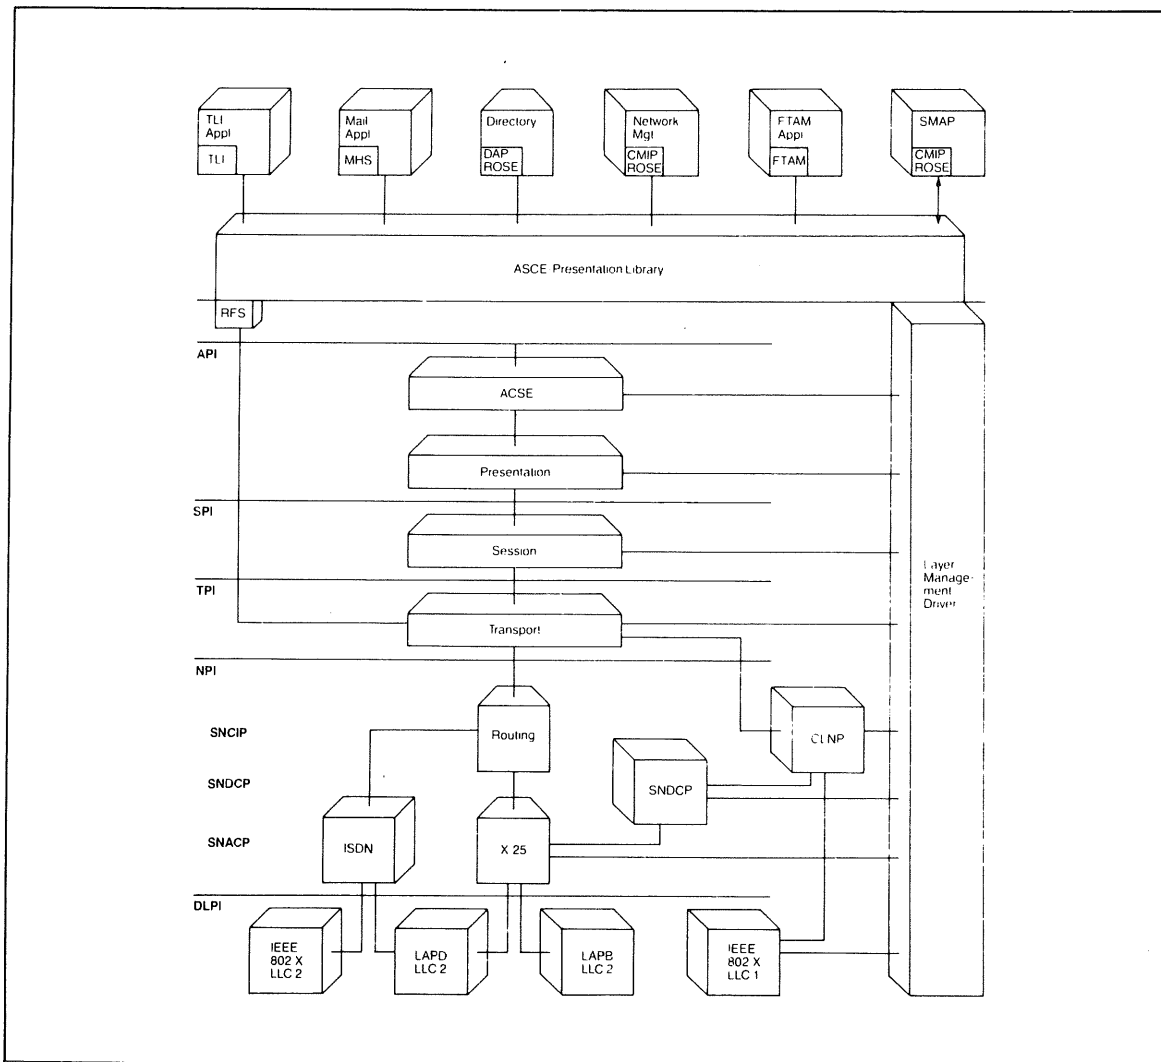 TLI
Appl
TLI
Mail
Appl
MHS
Directory
DAP
ROSE
Network
Mgt
CMIP
ROSE
FTAM
Appl
FTAM
SMAP
CMIP
ROSE
ASCE Presentation Library
RFS
API
ACSE
Presentation
SPI
Session
Layer
Manage-
ment
Driver
TPI
Transport
NPI
SNCIP
Routing
CLNP
SNDCP
SNDCP
SNACP
ISDN
X 25
DLPI
IEEE
802 X
LLC 2
LAPD
LLC 2
LAPB
LLC 2
IEEE
802 X
LLC 1